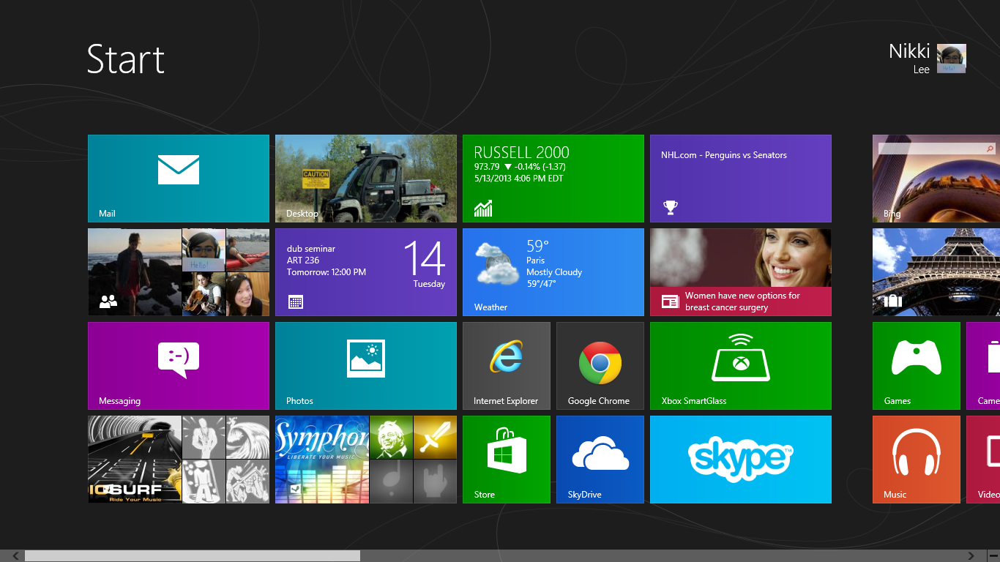 Start
Nikki
Lee
Hello!
Mail
CAUTION
Desktop
RUSSELL 2000
973.79 ▼ -0.14% (-1.37)
5/13/2013 4:06 PM EDT
NHL.com - Penguins vs Senators
Bing
Hello!
dub seminar
ART 236
Tomorrow: 12:00 PM
14
Tuesday
59°
Paris
Mostly Cloudy
59°/47°
Weather
Women have new options for
breast cancer surgery
:-)
Messaging
Photos
Internet Explorer
Google Chrome
Xbox SmartGlass
Games
Came
SURF
Ride Your Music
Symphon
LIBERATE YOUR MUSIC
Store
SkyDrive
skype™
Music
Video